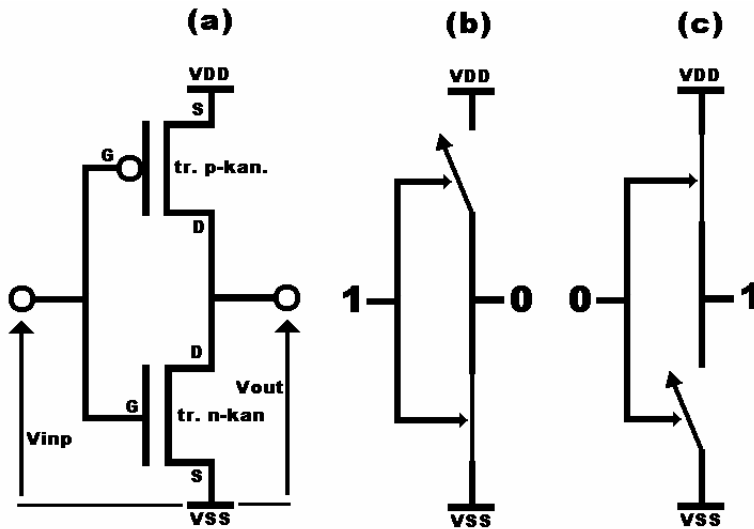 (a) (b) (c)
VDD VDD VDD
S
G
tr. p-kan.
D
1 0 0 1
D
Vout
G
tr. n-kan
Vinp
S
VSS VSS VSS